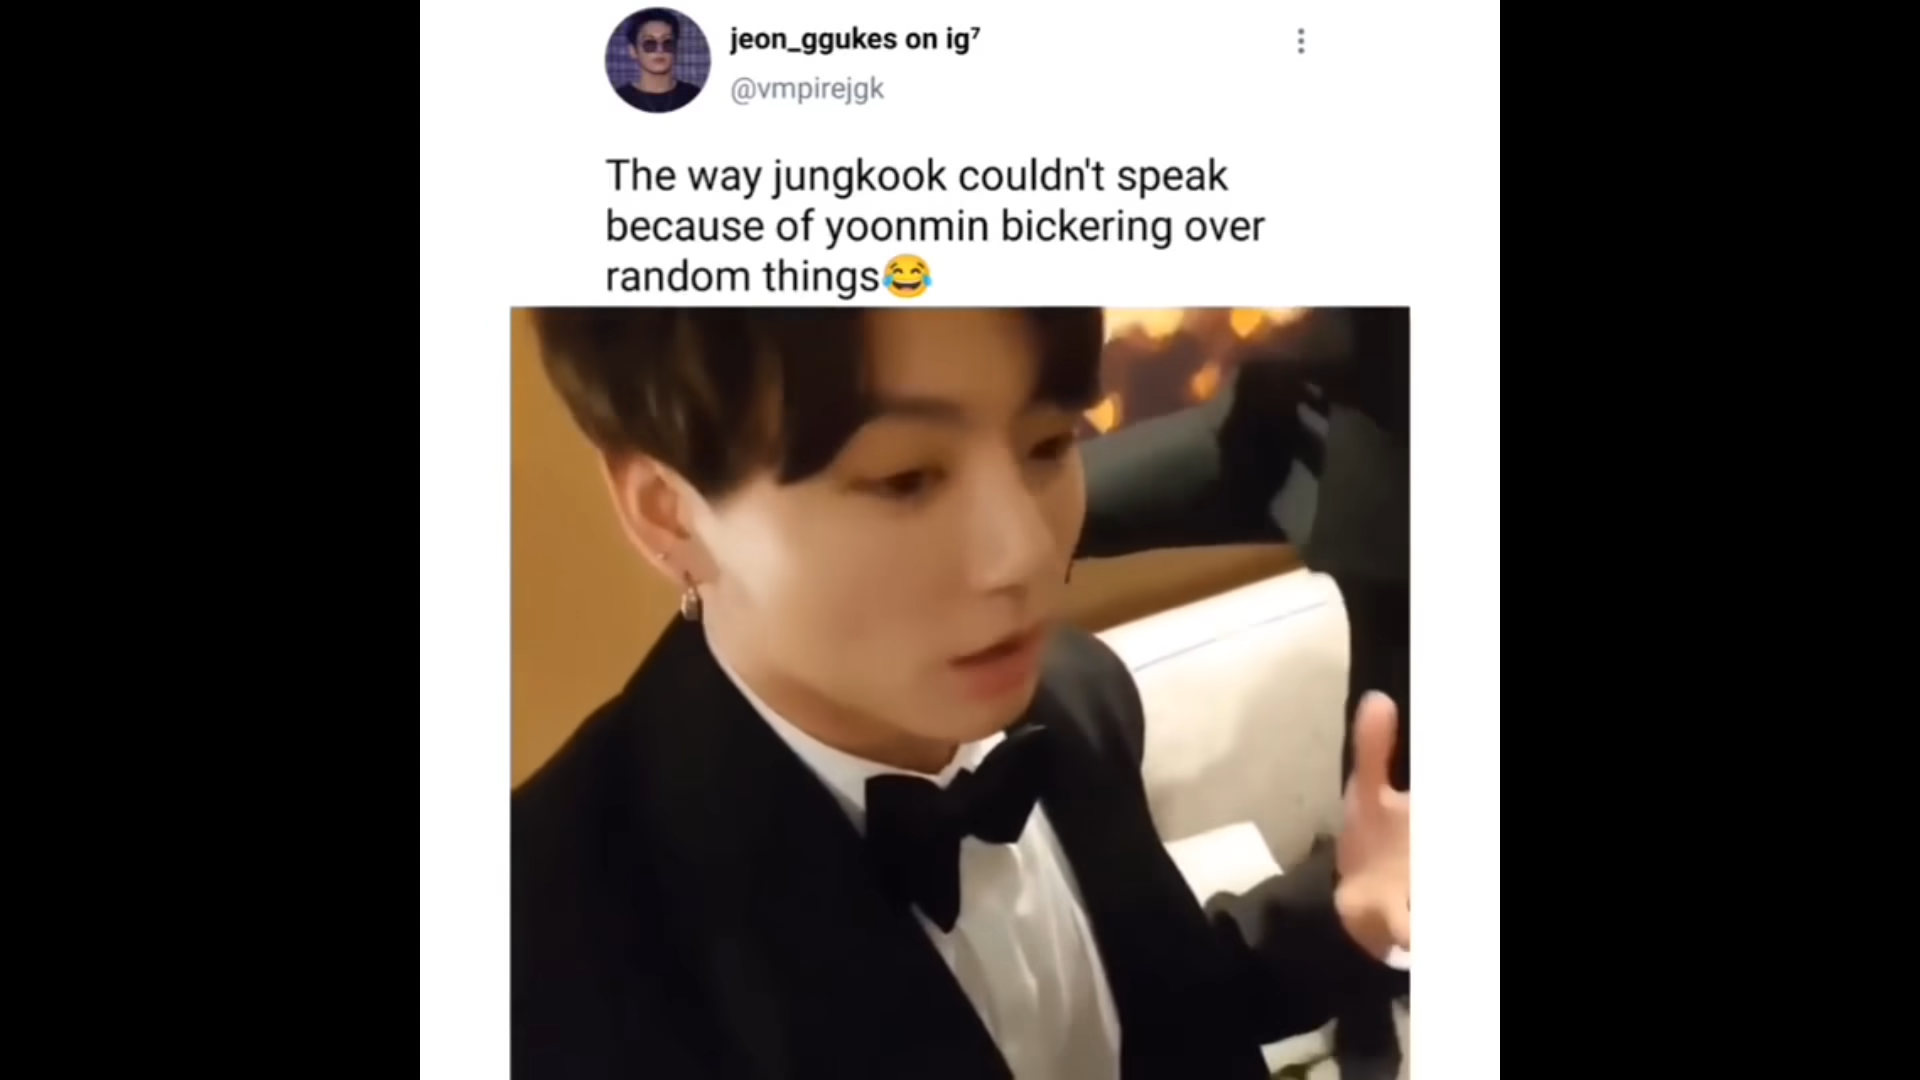 jeon_ggukes on ig⁷
@vmpirejgk
The way jungkook couldn't speak
because of yoonmin bickering over
random things😂